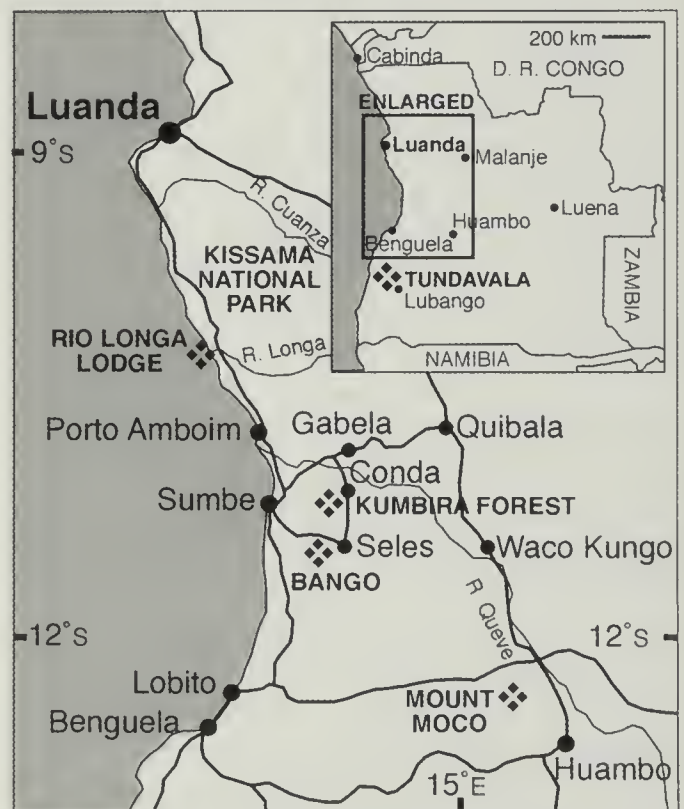 200 km
Cabinda
D. R. CONGO
ENLARGED
Luanda
Malanje
Luena
Huambo
Benguela
TUNDAVALA
Lubango
ZAMBIA
NAMIBIA
Luanda
9°S
R. Cuanza
KISSAMA
NATIONAL
PARK
RIO LONGA
LODGE
R. Longa
Porto Amboim
Gabela
Quibala
Conda
Sumbe
KUMBIRA FOREST
Seles
Waco Kungo
BANGO
R Queve
12°S
12°S
Lobito
MOUNT
MOCO
Benguela
Huambo
15°E